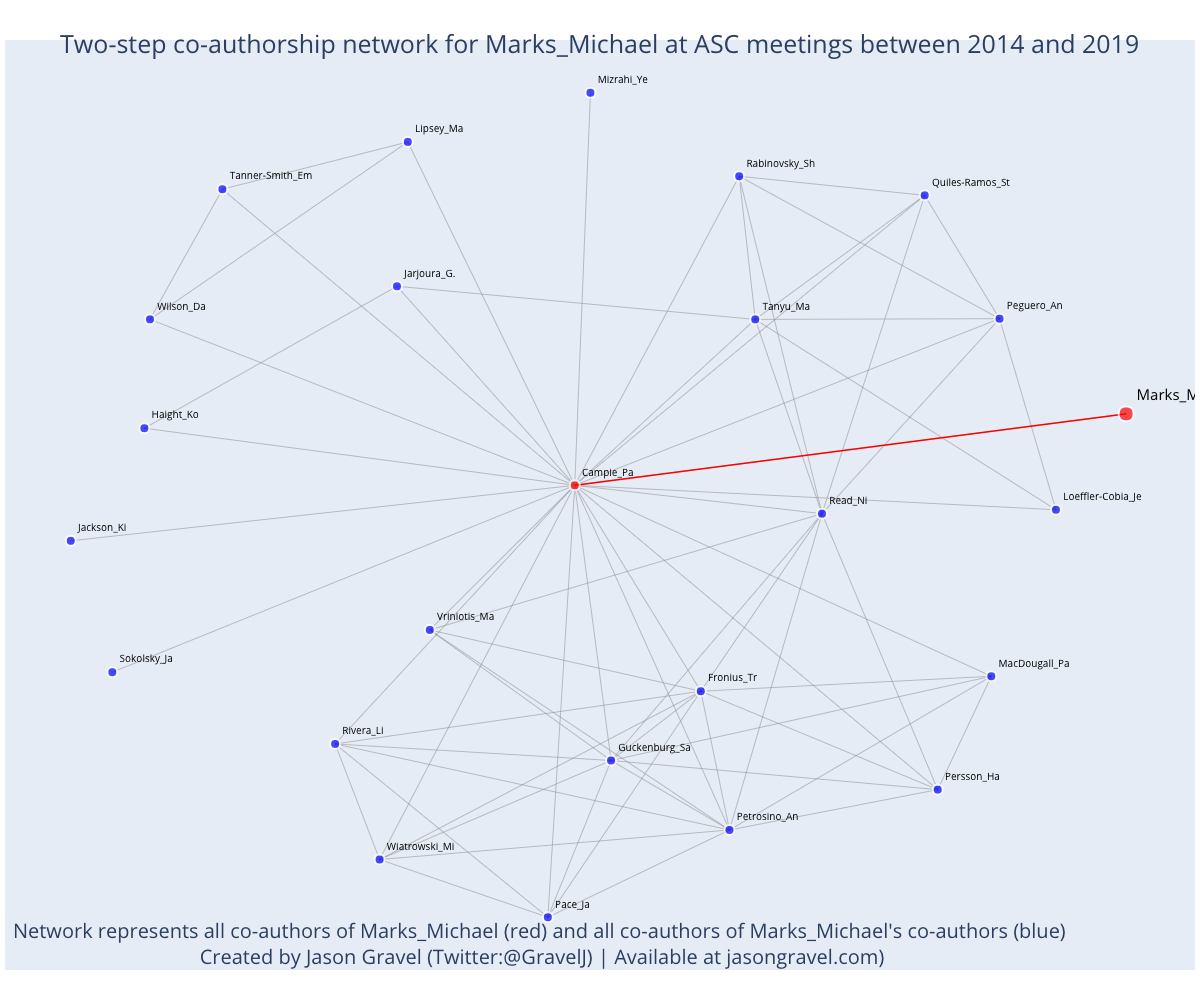 Two-step co-authorship network for Marks_Michael at ASC meetings between 2014 and 2019
Mizrahi_Ye
Lipsey_Ma
Rabinovsky_Sh
Tanner-Smith_Em
Quiles-Ramos_St
Jarjoura_G.
Wilson_Da
Tanyu_Ma
Peguero_An
Marks_M
Haight_Ko
Campie_Pa
Read_Ni
Loeffler-Cobia_Je
Jackson_Ki
Vriniotis_Ma
Sokolsky_Ja
MacDougall_Pa
Fronius_Tr
Rivera_Li
Guckenburg_Sa
Persson_Ha
Petrosino_An
Wiatrowski_Mi
Pace_Ja
Network represents all co-authors of Marks_Michael (red) and all co-authors of Marks_Michael's co-authors (blue)
Created by Jason Gravel (Twitter:@GravelJ) | Available at jasongravel.com)